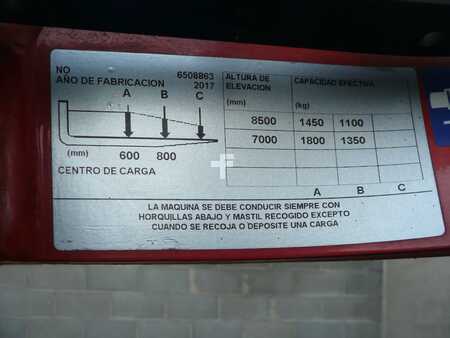 NO 6508863
AÑO DE FABRICACION 2017
A B C
(mm) 600 800
CENTRO DE CARGA
ALTURA DE ELEVACION (mm) CAPACIDAD EFECTIVA (kg)
8500 1450 1100
7000 1800 1350
A B C
LA MAQUINA SE DEBE CONDUCIR SIEMPRE CON
HORQUILLAS ABAJO Y MASTIL RECOGIDO EXCEPTO
CUANDO SE RECOJA O DEPOSITE UNA CARGA